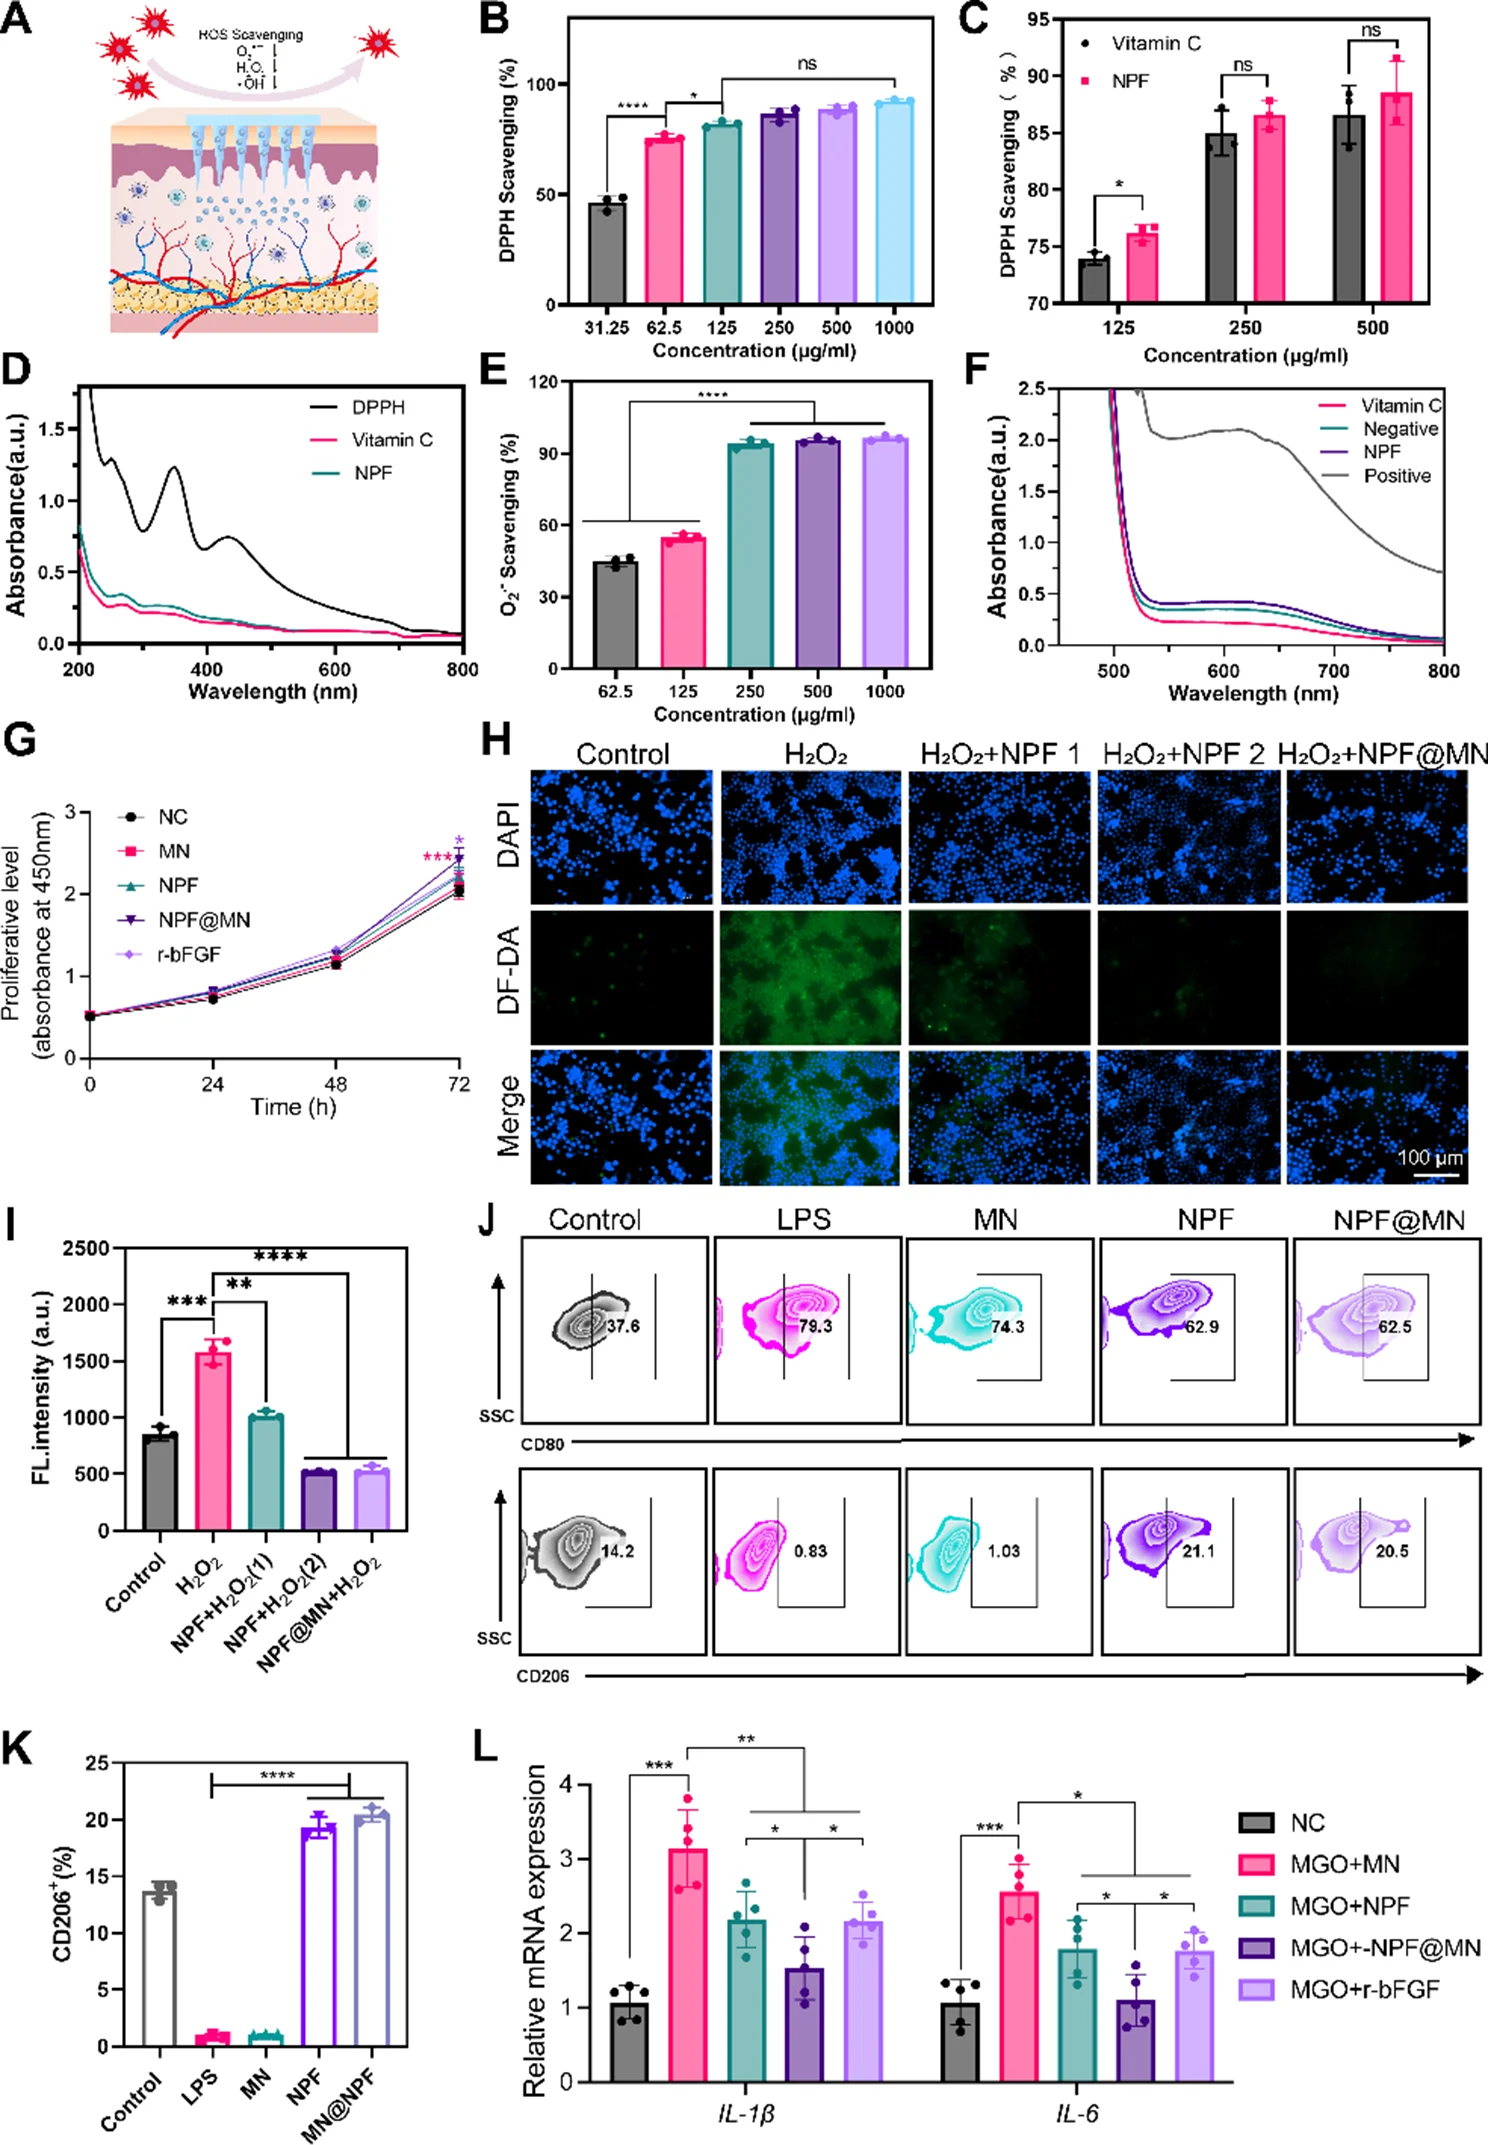 A
ROS Scavenging
O₂•⁻ ↓
H₂O₂ ↓
•OH ↓
B
DPPH Scavenging (%)
100
50
0
****
*
ns
31.25 62.5 125 250 500 1000
Concentration (μg/ml)
C
DPPH Scavenging ( % )
95
90
85
80
75
70
Vitamin C
NPF
*
ns
ns
125 250 500
Concentration (μg/ml)
D
Absorbance(a.u.)
1.5
1.0
0.5
0.0
DPPH
Vitamin C
NPF
200 400 600 800
Wavelength (nm)
E
O₂•⁻ Scavenging (%)
120
90
60
30
0
****
62.5 125 250 500 1000
Concentration (μg/ml)
F
Absorbance(a.u.)
2.5
2.0
1.5
1.0
0.5
0.0
Vitamin C
Negative
NPF
Positive
500 600 700 800
Wavelength (nm)
G
Proliferative level
(absorbance at 450nm)
3
2
1
0
NC
MN
NPF
NPF@MN
r-bFGF
*
***
0 24 48 72
Time (h)
H
Control H₂O₂ H₂O₂+NPF 1 H₂O₂+NPF 2 H₂O₂+NPF@MN
DAPI
DF-DA
Merge
100 μm
I
FL.intensity (a.u.)
2500
2000
1500
1000
500
0
****
**
***
Control
H₂O₂
NPF+H₂O₂(1)
NPF+H₂O₂(2)
NPF@MN+H₂O₂
J
Control LPS MN NPF NPF@MN
37.6 79.3 74.3 62.9 62.5
SSC
CD80
14.2 0.83 1.03 21.1 20.5
SSC
CD206
K
CD206⁺(%)
25
20
15
10
5
0
****
Control
LPS
MN
NPF
MN@NPF
L
Relative mRNA expression
4
3
2
1
0
***
**
*
*
***
*
*
*
IL-1β IL-6
NC
MGO+MN
MGO+NPF
MGO+-NPF@MN
MGO+r-bFGF